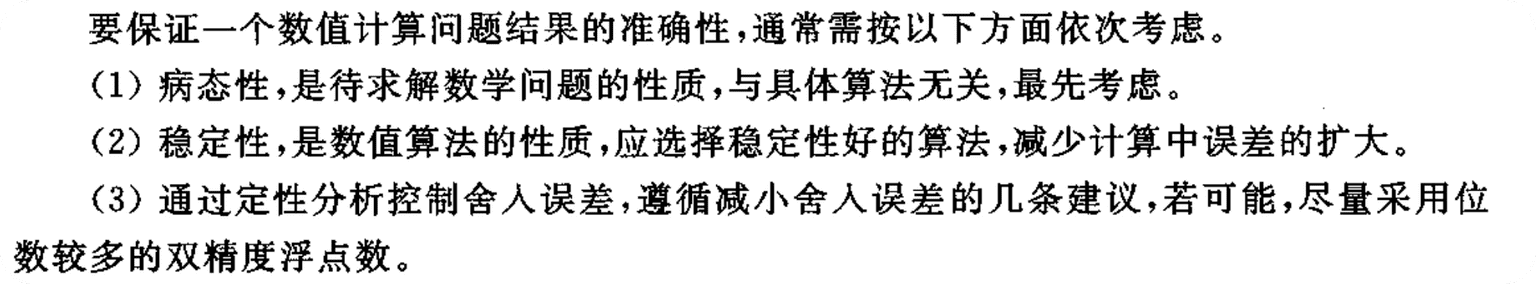 要保证一个数值计算问题结果的准确性,通常需按以下方面依次考虑。
(1) 病态性,是待求解数学问题的性质,与具体算法无关,最先考虑。
(2) 稳定性,是数值算法的性质,应选择稳定性好的算法,减少计算中误差的扩大。
(3) 通过定性分析控制舍入误差,遵循减小舍入误差的几条建议,若可能,尽量采用位
数较多的双精度浮点数。